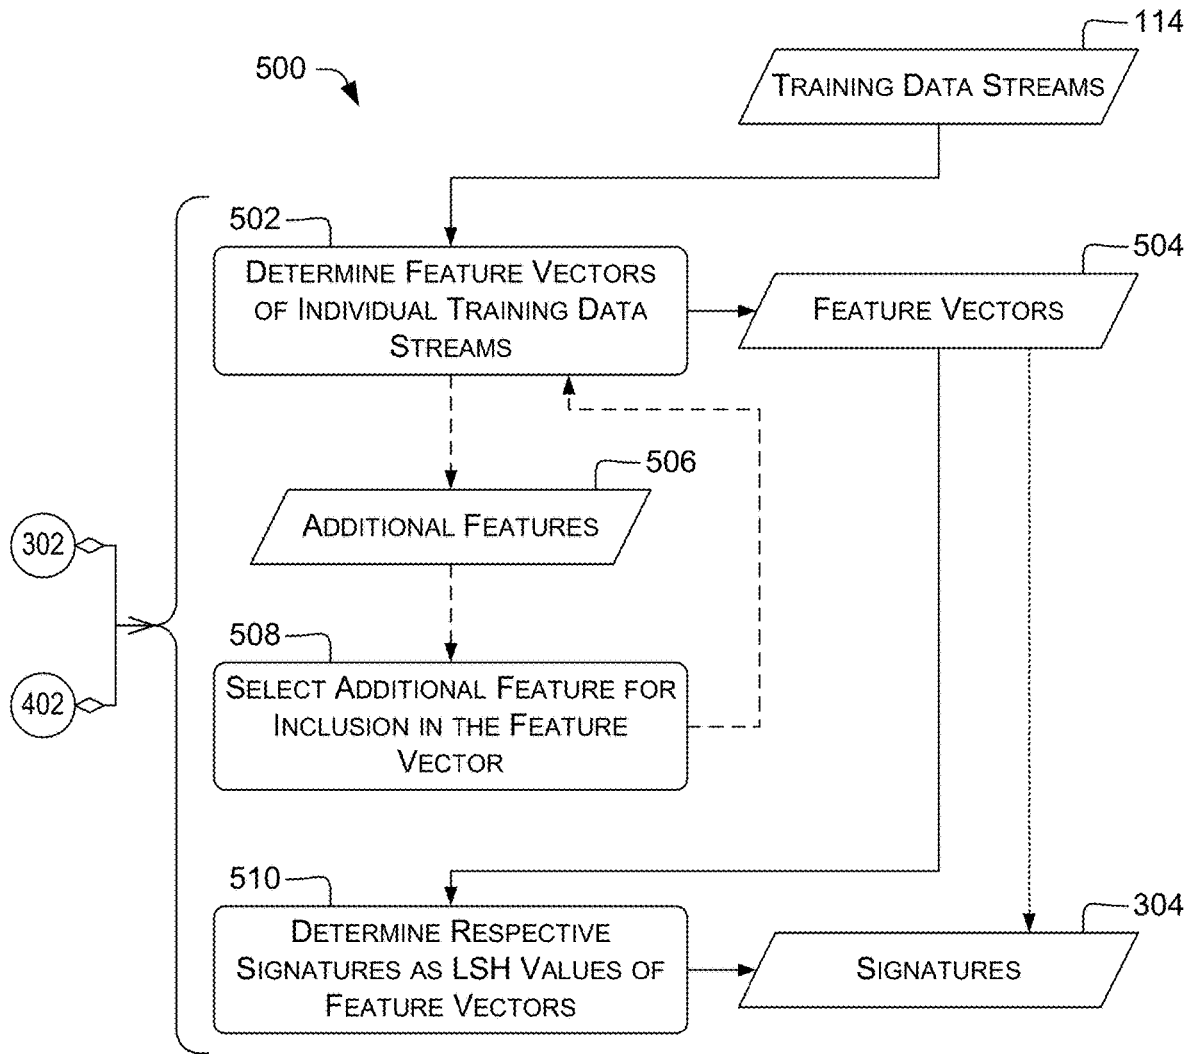 114
500
TRAINING DATA STREAMS
502
504
DETERMINE FEATURE VECTORS
OF INDIVIDUAL TRAINING DATA
STREAMS
FEATURE VECTORS
506
ADDITIONAL FEATURES
302
508
402
SELECT ADDITIONAL FEATURE FOR
INCLUSION IN THE FEATURE
VECTOR
510
304
DETERMINE RESPECTIVE
SIGNATURES AS LSH VALUES OF
FEATURE VECTORS
SIGNATURES